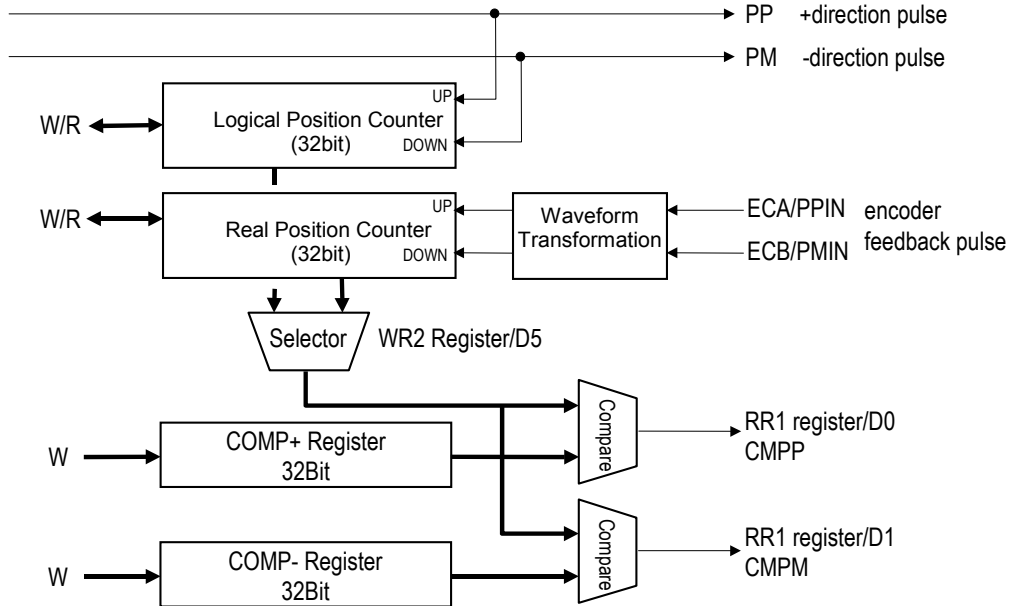 PP +direction pulse
PM -direction pulse
UP
W/R
Logical Position Counter
(32bit)
DOWN
UP
W/R
Real Position Counter
(32bit)
DOWN
Waveform
Transformation
ECA/PPIN
ECB/PMIN
encoder
feedback pulse
Selector
WR2 Register/D5
Compare
RR1 register/D0
CMPP
W
COMP+ Register
32Bit
Compare
RR1 register/D1
CMPM
W
COMP- Register
32Bit